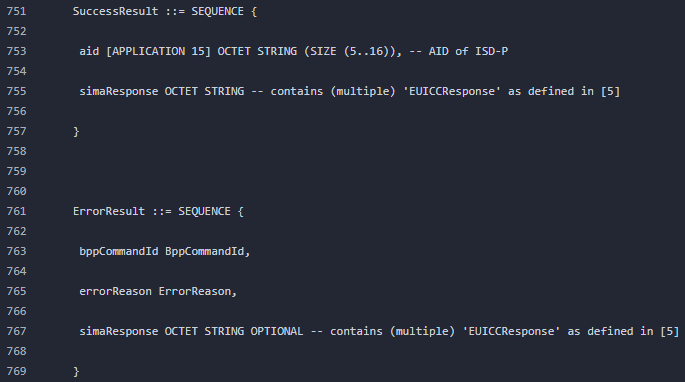 751 SuccessResult ::= SEQUENCE {
752
753 aid [APPLICATION 15] OCTET STRING (SIZE (5..16)), -- AID of ISD-P
754
755 simaResponse OCTET STRING -- contains (multiple) 'EUICCResponse' as defined in [5]
756
757 }
758
759
760
761 ErrorResult ::= SEQUENCE {
762
763 bppCommandId BppCommandId,
764
765 errorReason ErrorReason,
766
767 simaResponse OCTET STRING OPTIONAL -- contains (multiple) 'EUICCResponse' as defined in [5]
768
769 }